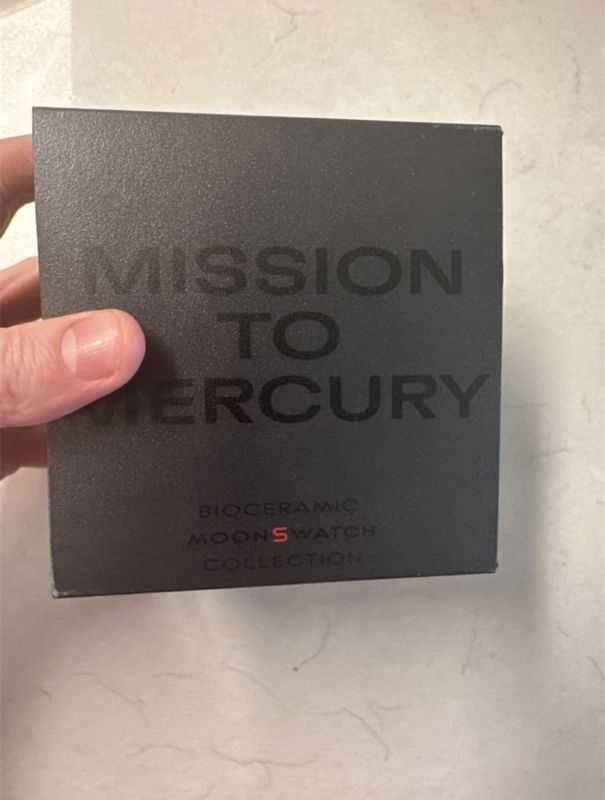 MISSION
TO
MERCURY
BIOCERAMIC
MOONSWATCH
COLLECTION